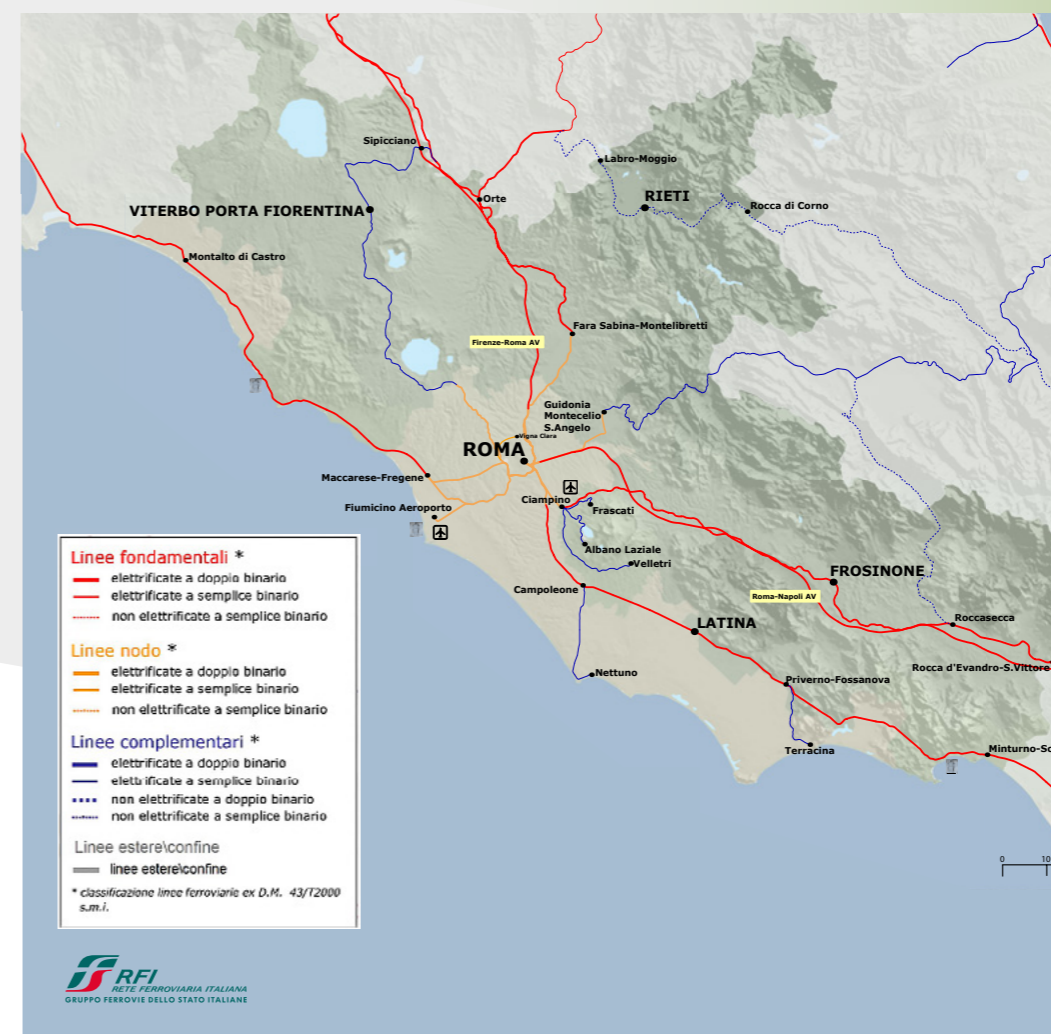 Sipicciano
Labro-Moggio
Orte
RIETI
Rocca di Corno
VITERBO PORTA FIORENTINA
Montalto di Castro
Fara Sabina-Montelibretti
Firenze-Roma AV
Guidonia
Montecelio
S.Angelo
Vigna Clara
ROMA
Maccarese-Fregene
Fiumicino Aeroporto
Ciampino
Frascati
Albano Laziale
Velletri
Campoleone
FROSINONE
Roma-Napoli AV
Roccasecca
LATINA
Rocca d'Evandro-S.Vittore
Nettuno
Priverno-Fossanova
Terracina
Minturno-Sc
0 10
Linee fondamentali *
elettrificate a doppio binario
elettrificate a semplice binario
non elettrificate a semplice binario
Linee nodo *
elettrificate a doppio binario
elettrificate a semplice binario
non elettrificate a semplice binario
Linee complementari *
elettrificate a doppio binario
elettrificate a semplice binario
non elettrificate a doppio binario
non elettrificate a semplice binario
Linee estere\confine
linee estere\confine
* classificazione linee ferroviarie ex D.M. 43/T2000
s.m.i.
RFI
RETE FERROVIARIA ITALIANA
GRUPPO FERROVIE DELLO STATO ITALIANE